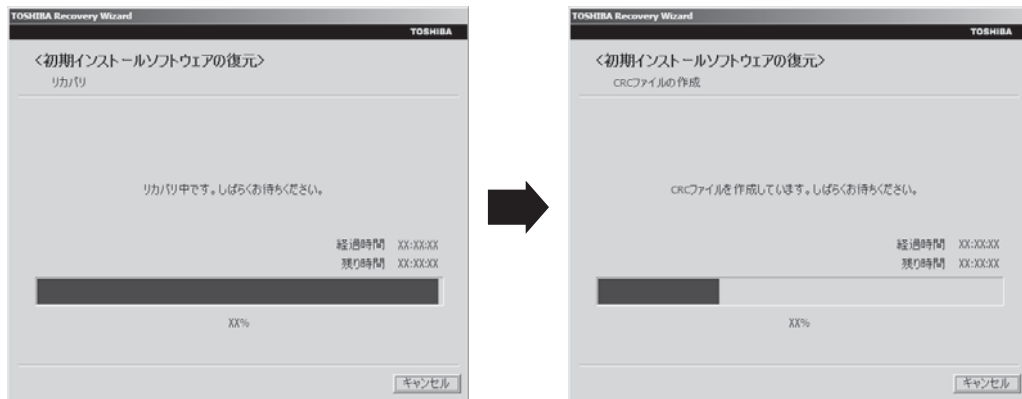 TOSHIBA Recovery Wizard
TOSHIBA
<初期インストールソフトウェアの復元>
リカバリ
リカバリ中です。しばらくお待ちください。
経過時間 XX:XX:XX
残り時間 XX:XX:XX
XX%
キャンセル
TOSHIBA Recovery Wizard
TOSHIBA
<初期インストールソフトウェアの復元>
CRCファイルの作成
CRCファイルを作成しています。しばらくお待ちください。
経過時間 XX:XX:XX
残り時間 XX:XX:XX
XX%
キャンセル